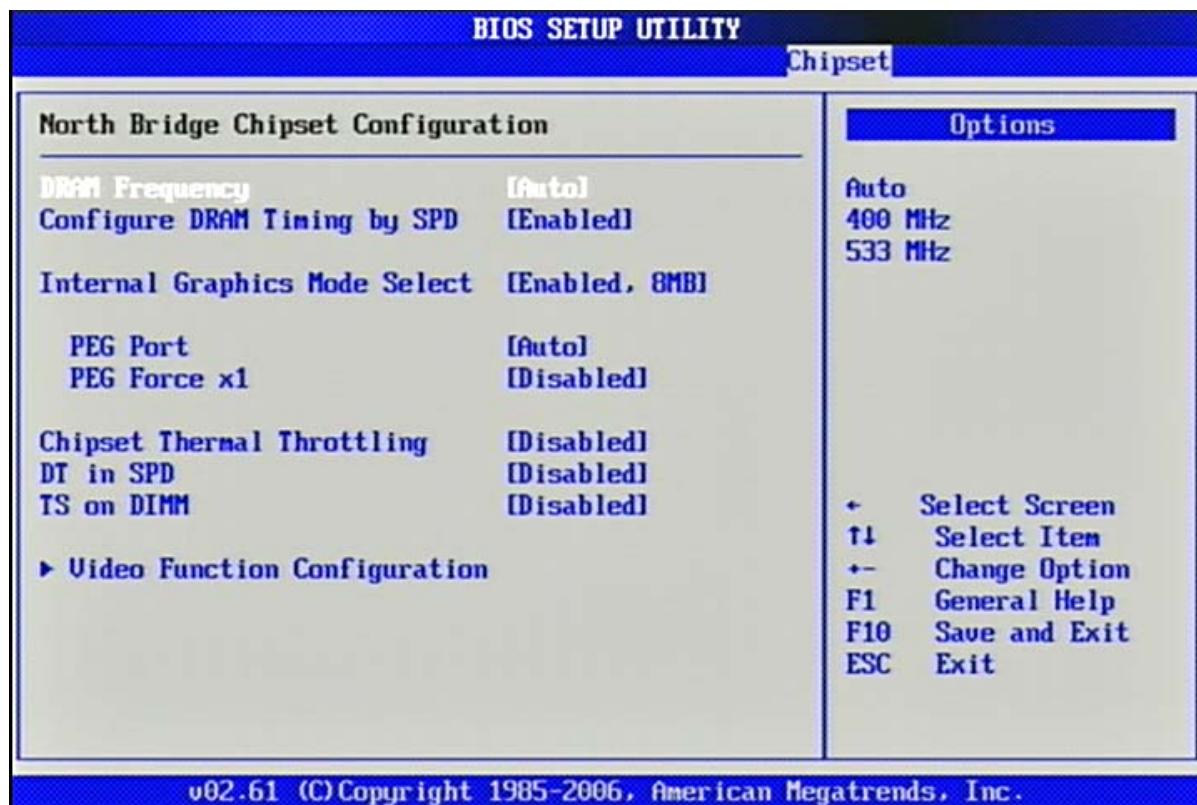 BIOS SETUP UTILITY
Chipset
North Bridge Chipset Configuration
DRAM Frequency [Auto]
Configure DRAM Timing by SPD [Enabled]
Internal Graphics Mode Select [Enabled, 8MB]
PEG Port [Auto]
PEG Force x1 [Disabled]
Chipset Thermal Throttling [Disabled]
DT in SPD [Disabled]
TS on DIMM [Disabled]
► Video Function Configuration
Options
Auto
400 MHz
533 MHz
← Select Screen
↑↓ Select Item
+- Change Option
F1 General Help
F10 Save and Exit
ESC Exit
v02.61 (C)Copyright 1985-2006, American Megatrends, Inc.